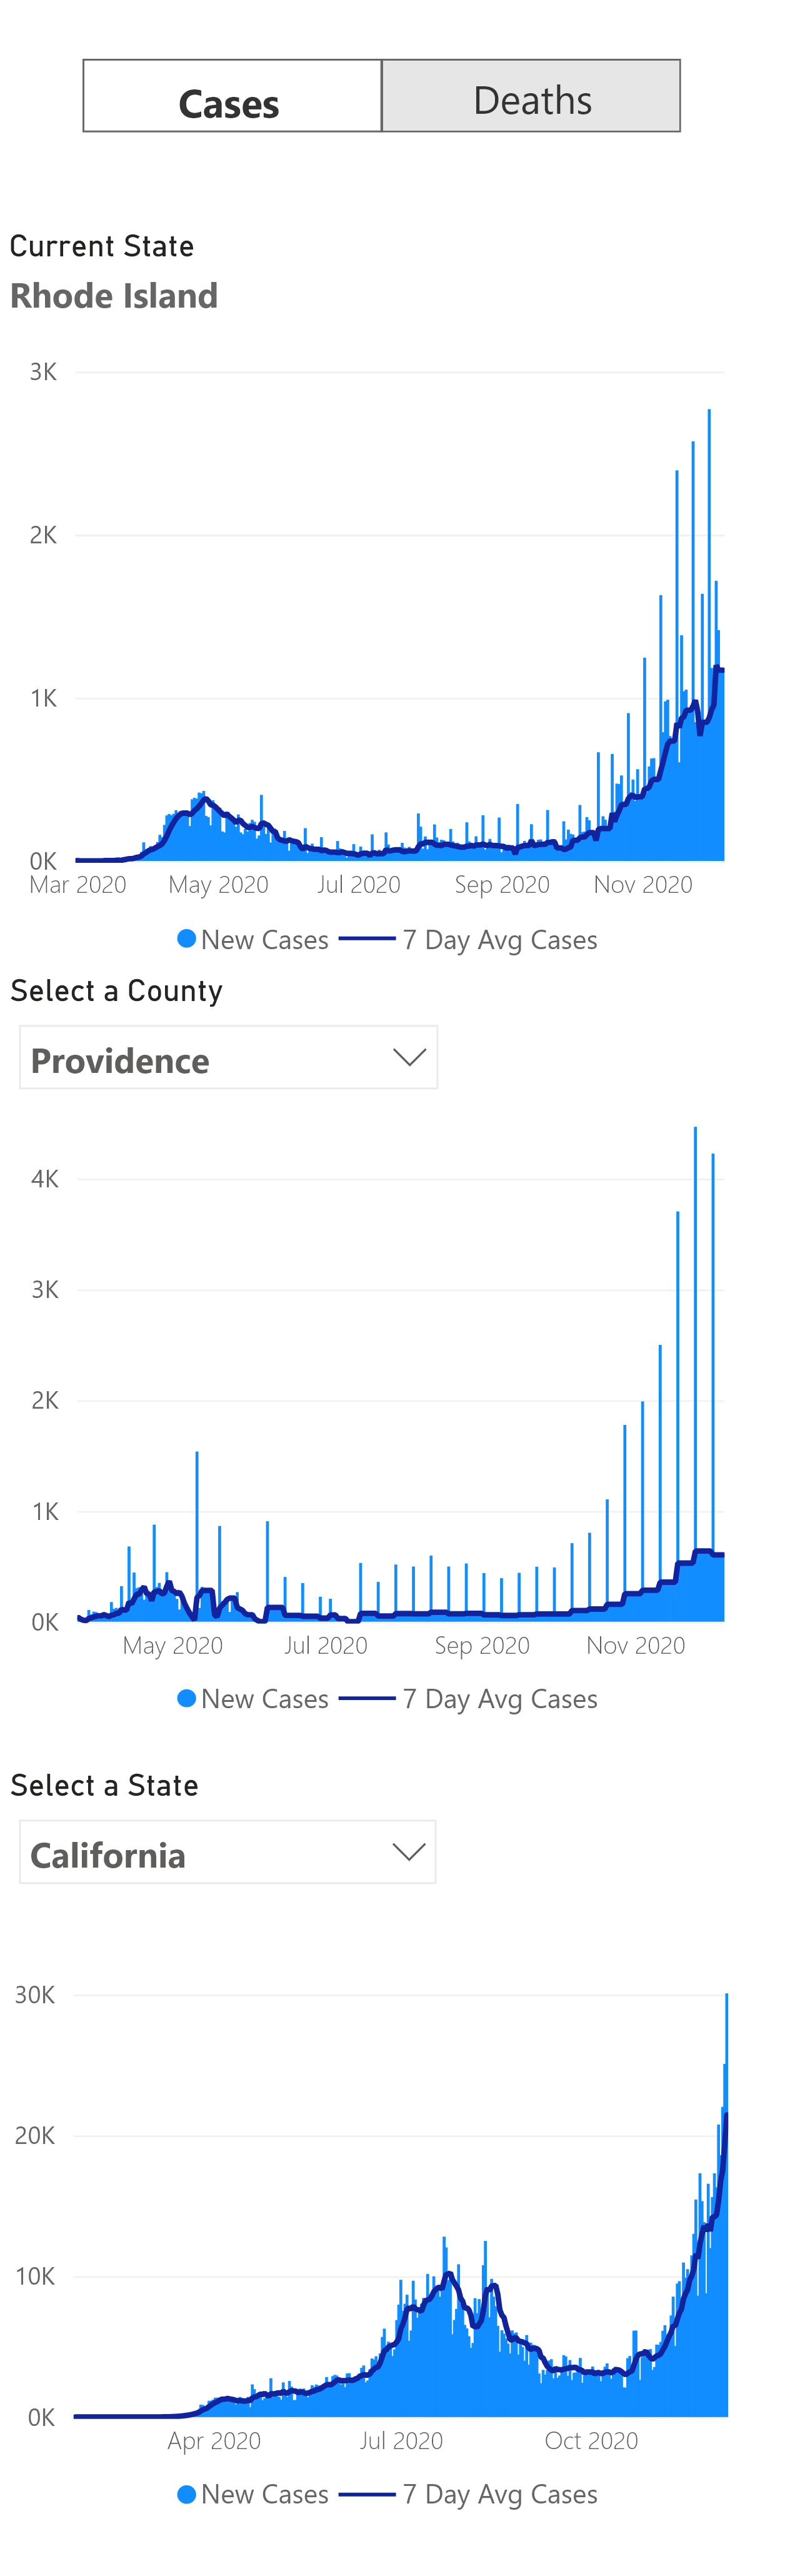 Cases Deaths
Current State
Rhode Island
3K
2K
1K
0K
Mar 2020 May 2020 Jul 2020 Sep 2020 Nov 2020
New Cases 7 Day Avg Cases
Select a County
Providence
4K
3K
2K
1K
0K
May 2020 Jul 2020 Sep 2020 Nov 2020
New Cases 7 Day Avg Cases
Select a State
California
30K
20K
10K
0K
Apr 2020 Jul 2020 Oct 2020
New Cases 7 Day Avg Cases